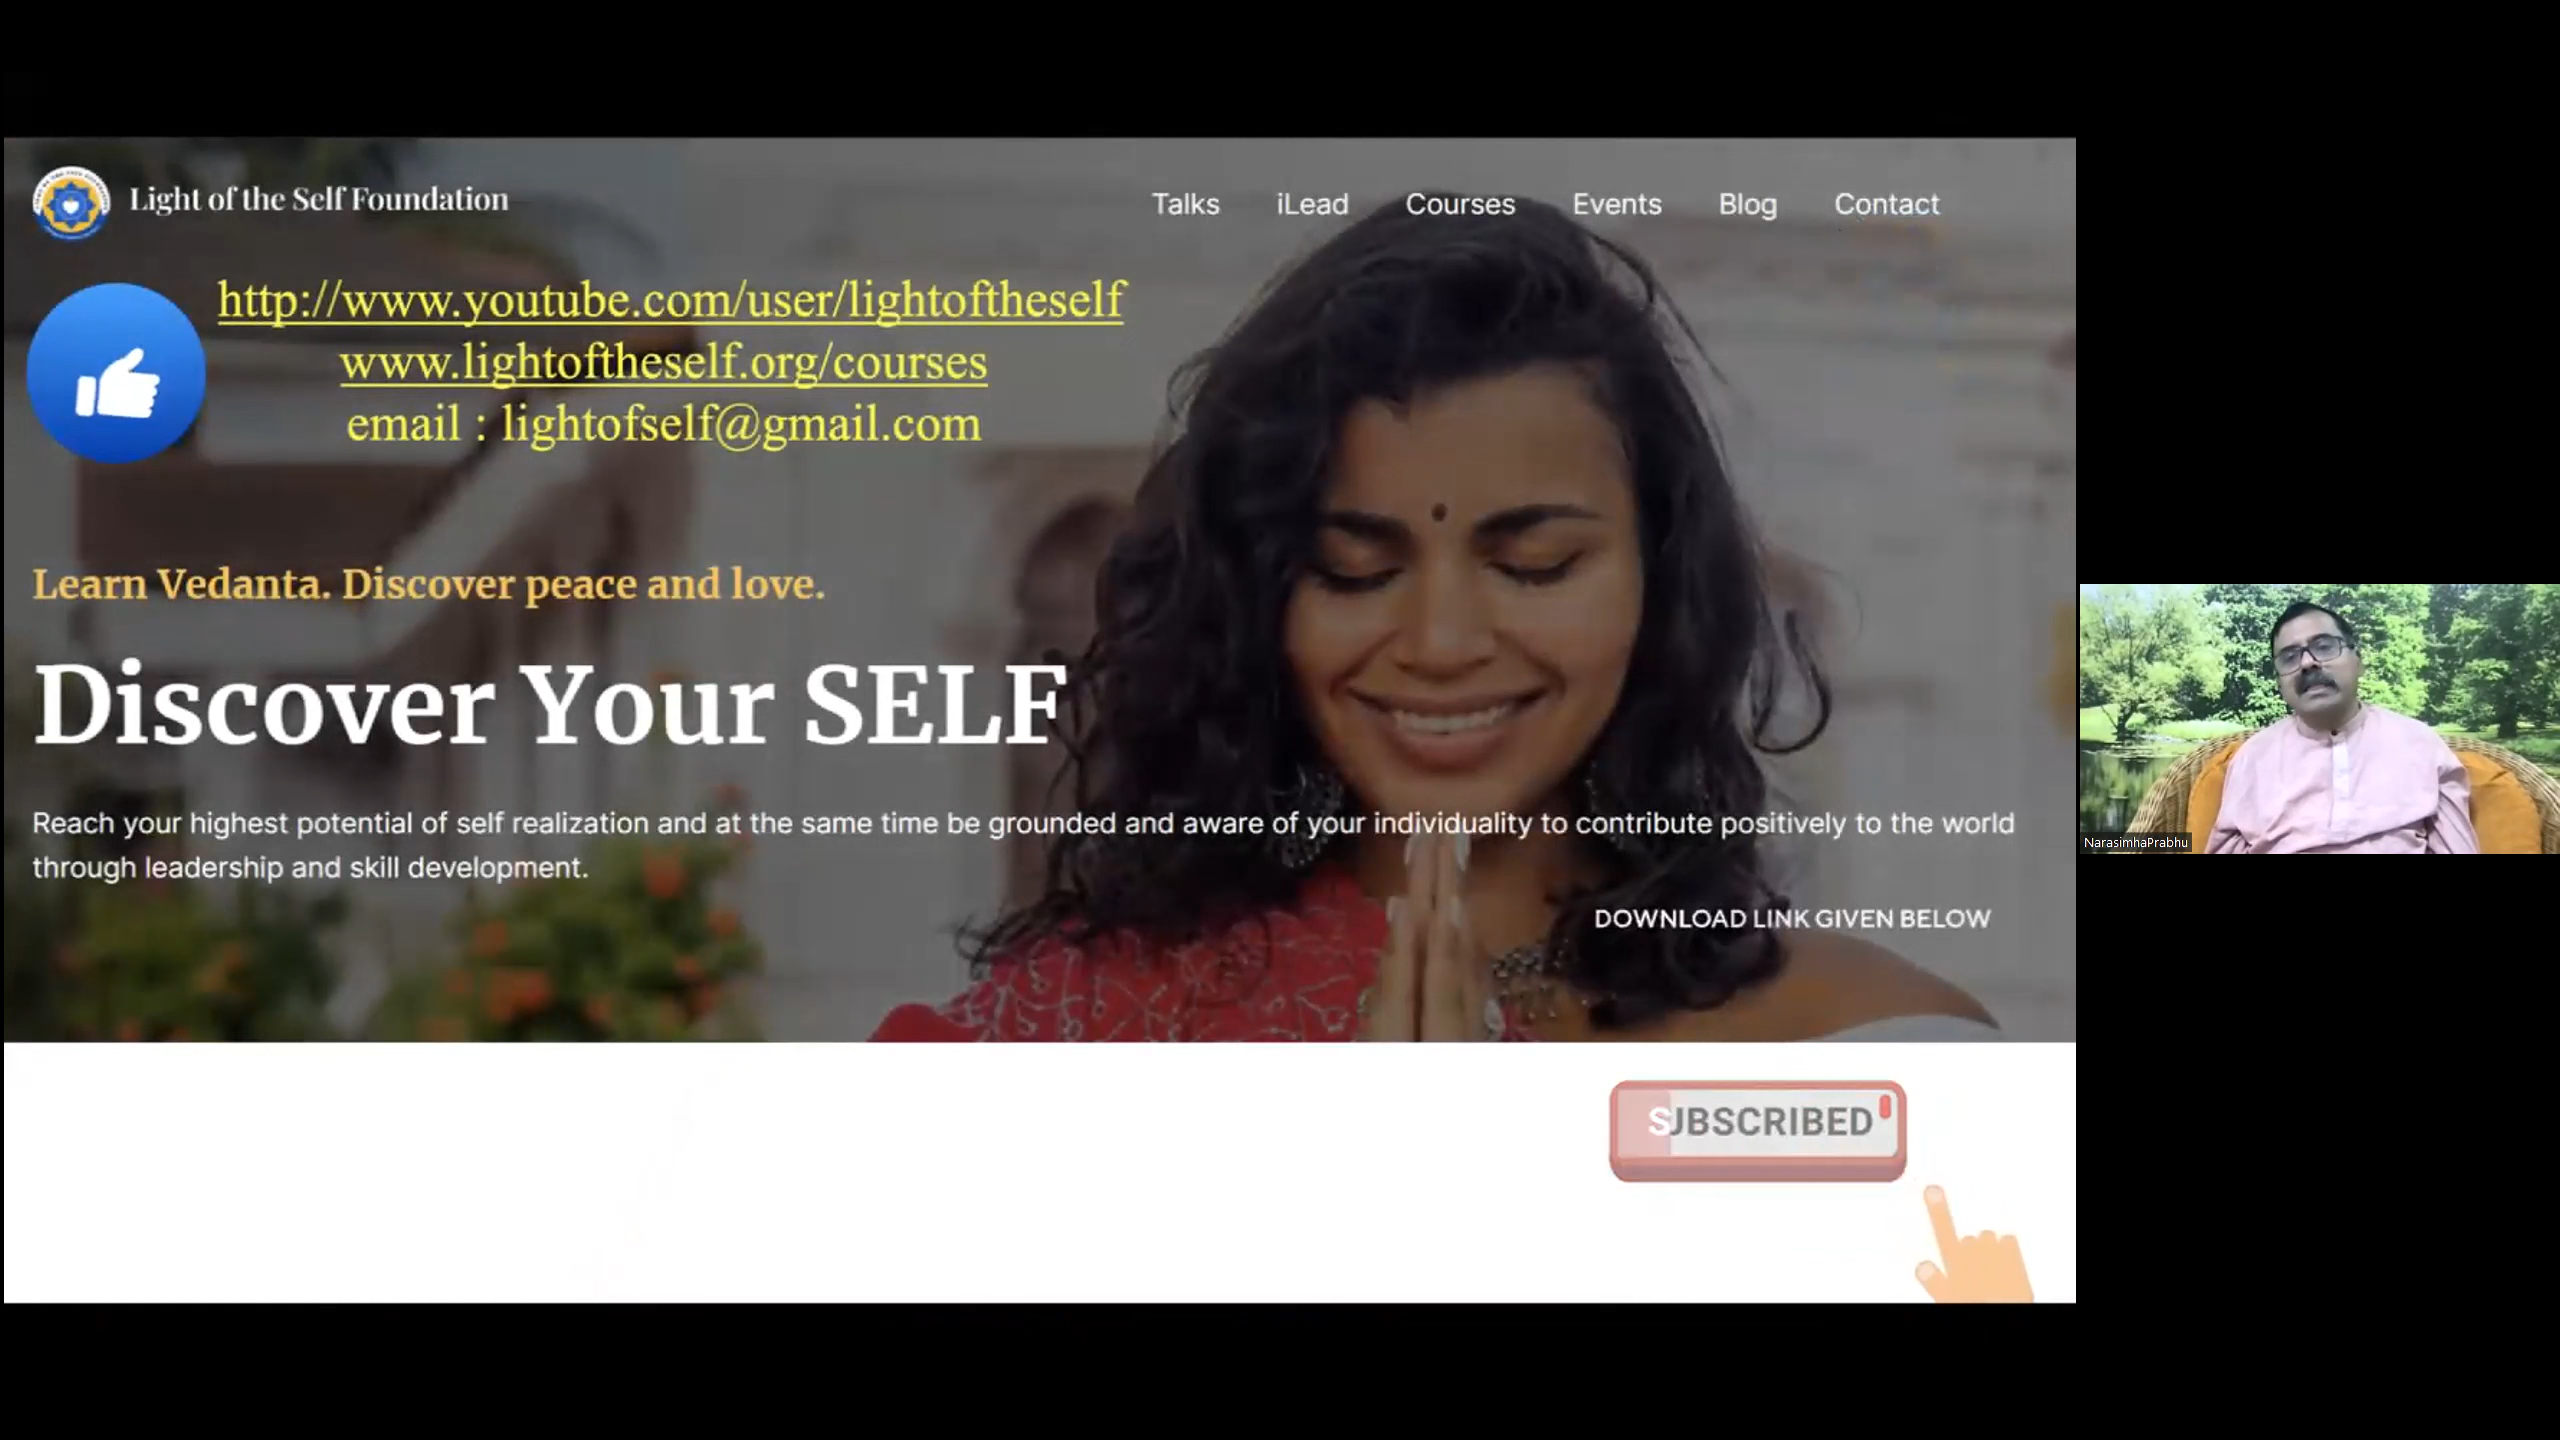 Light of the Self Foundation
Talks iLead Courses Events Blog Contact
http://www.youtube.com/user/lightoftheself
www.lightoftheself.org/courses
email : lightofself@gmail.com
Learn Vedanta. Discover peace and love.
Discover Your SELF
Reach your highest potential of self realization and at the same time be grounded and aware of your individuality to contribute positively to the world
through leadership and skill development.
NarasimhaPrabhu
DOWNLOAD LINK GIVEN BELOW
SUBSCRIBED